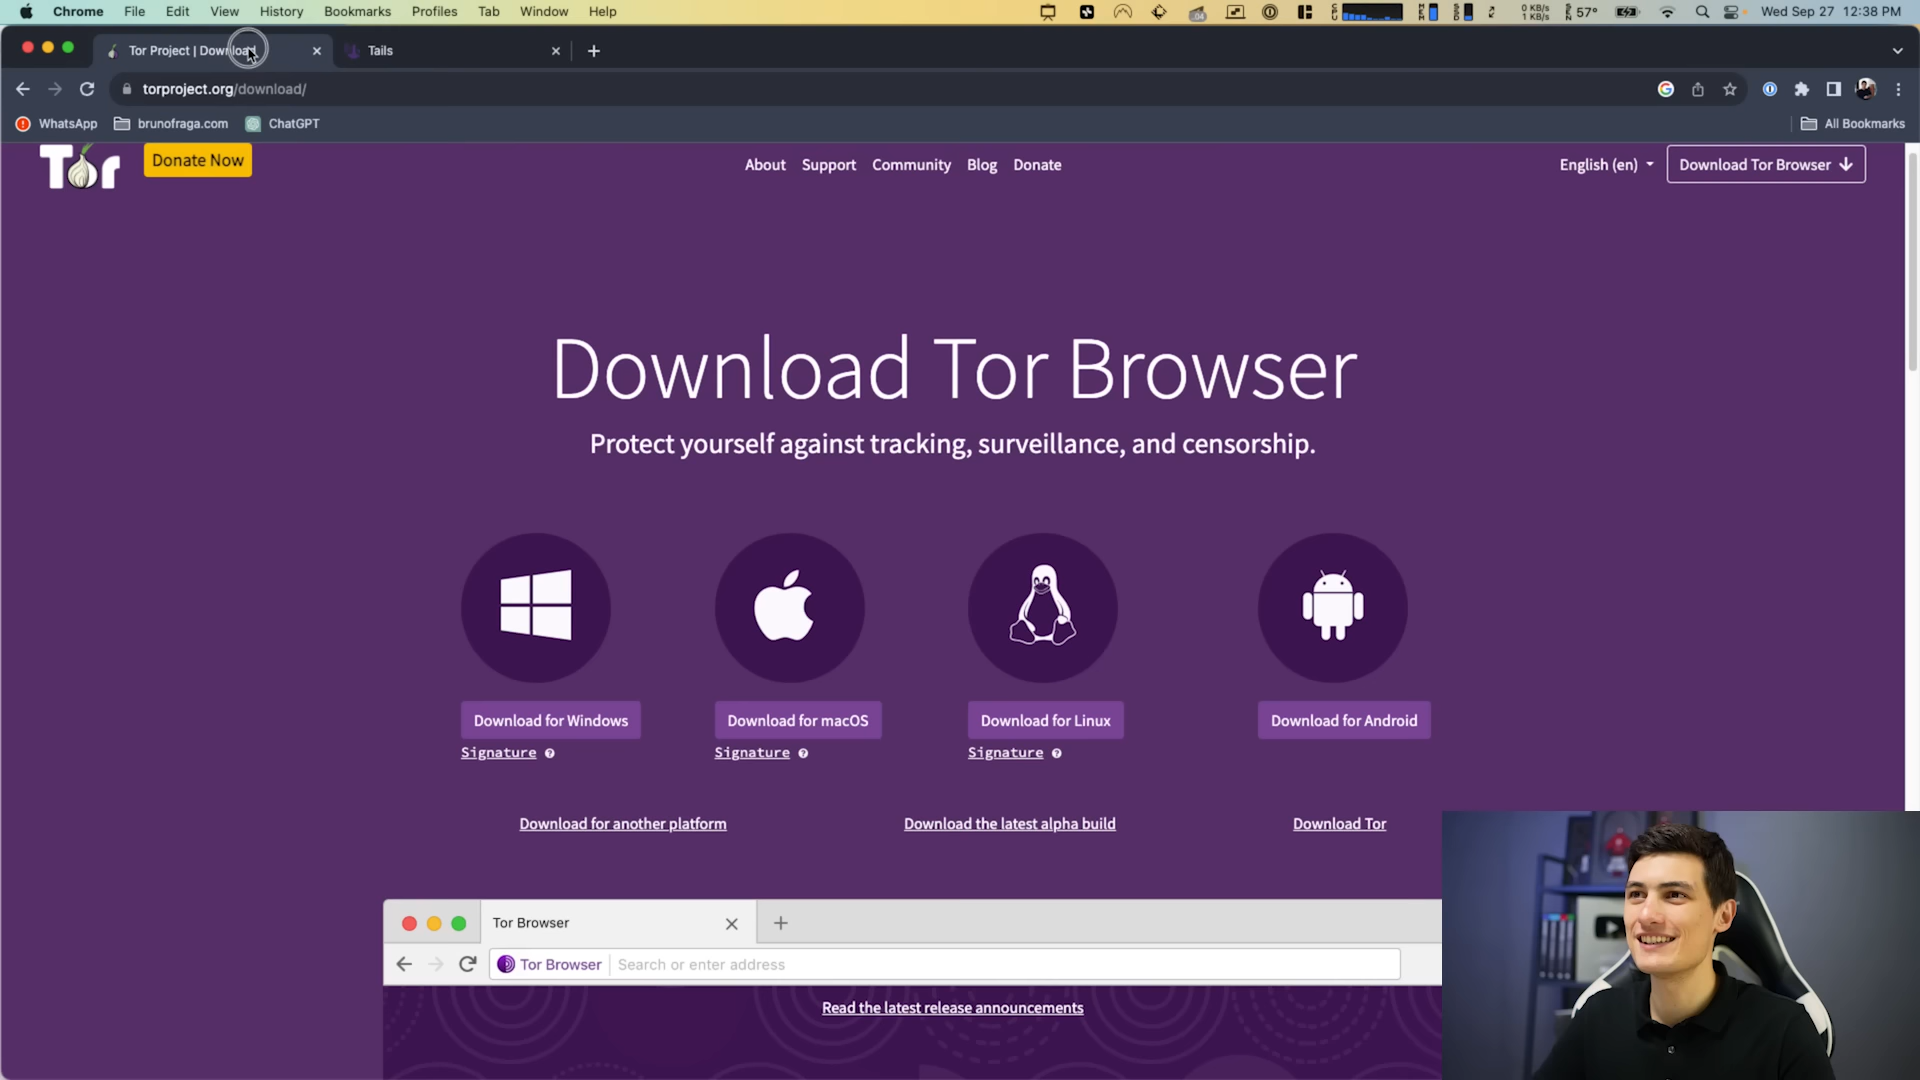 Chrome File Edit View History Bookmarks Profiles Tab Window Help 0 KB/s 1 KB/s 57° Wed Sep 27 12:38 PM
Tor Project | Download Tails
torproject.org/download/
WhatsApp brunofraga.com ChatGPT All Bookmarks
Tor Donate Now About Support Community Blog Donate English (en) Download Tor Browser
Download Tor Browser
Protect yourself against tracking, surveillance, and censorship.
Download for Windows Download for macOS Download for Linux Download for Android
Signature Signature Signature
Download for another platform Download the latest alpha build Download Tor
Tor Browser
Tor Browser Search or enter address
Read the latest release announcements